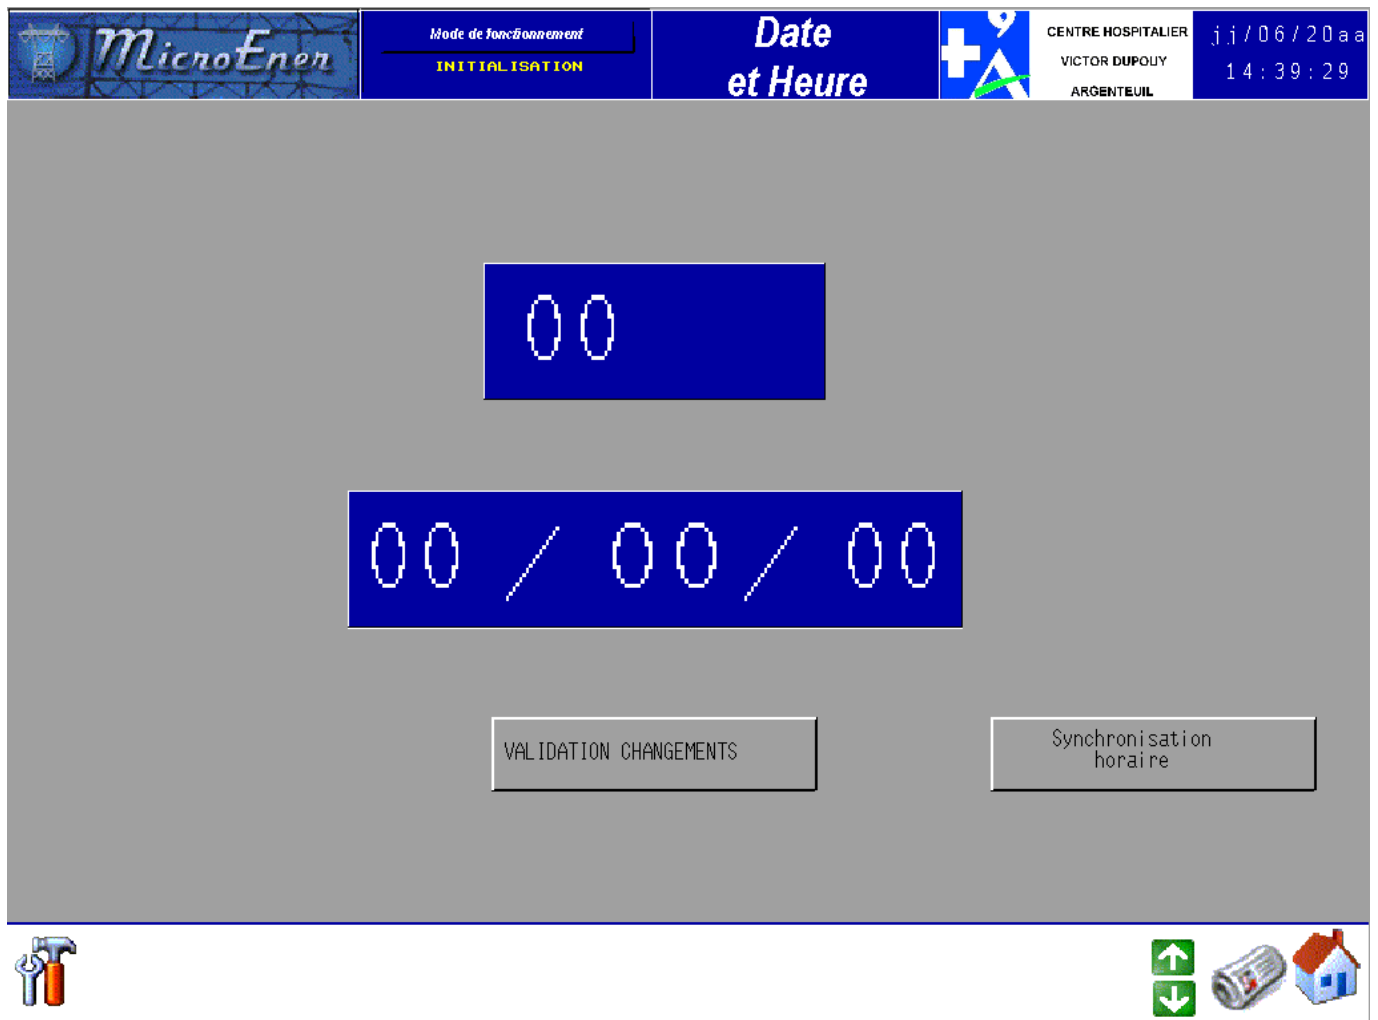 MicroEner
Mode de fonctionnement
INITIALISATION
Date
et Heure
CENTRE HOSPITALIER
VICTOR DUPOUY
ARGENTEUIL
jj/06/20aa
14:39:29
00
00 / 00 / 00
VALIDATION CHANGEMENTS
Synchronisation
horaire